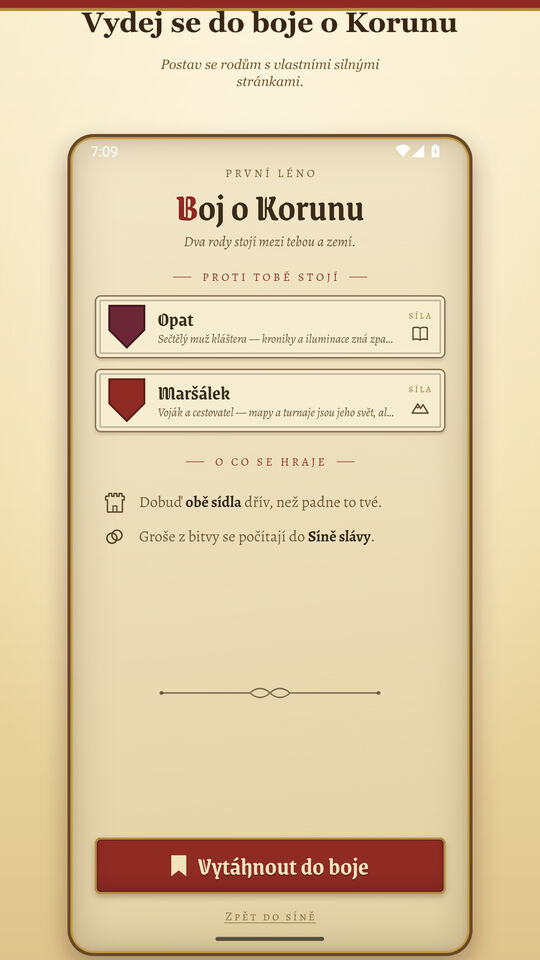 Vydej se do boje o Korunu
Postav se rodům s vlastními silnými
stránkami.
7:09
PRVNÍ LÉNO
Boj o Korunu
Dva rody stojí mezi tebou a zemí.
PROTI TOBĚ STOJÍ
Opat
Sečtělý muž kláštera — kroniky a iluminace zná zpa...
SÍLA
Maršálek
Voják a cestovatel — mapy a turnaje jsou jeho svět, al...
SÍLA
O CO SE HRAJE
Dobuď obě sídla dřív, než padne to tvé.
Groše z bitvy se počítají do Síně slávy.
Vytáhnout do boje
ZPĚT DO SÍNĚ